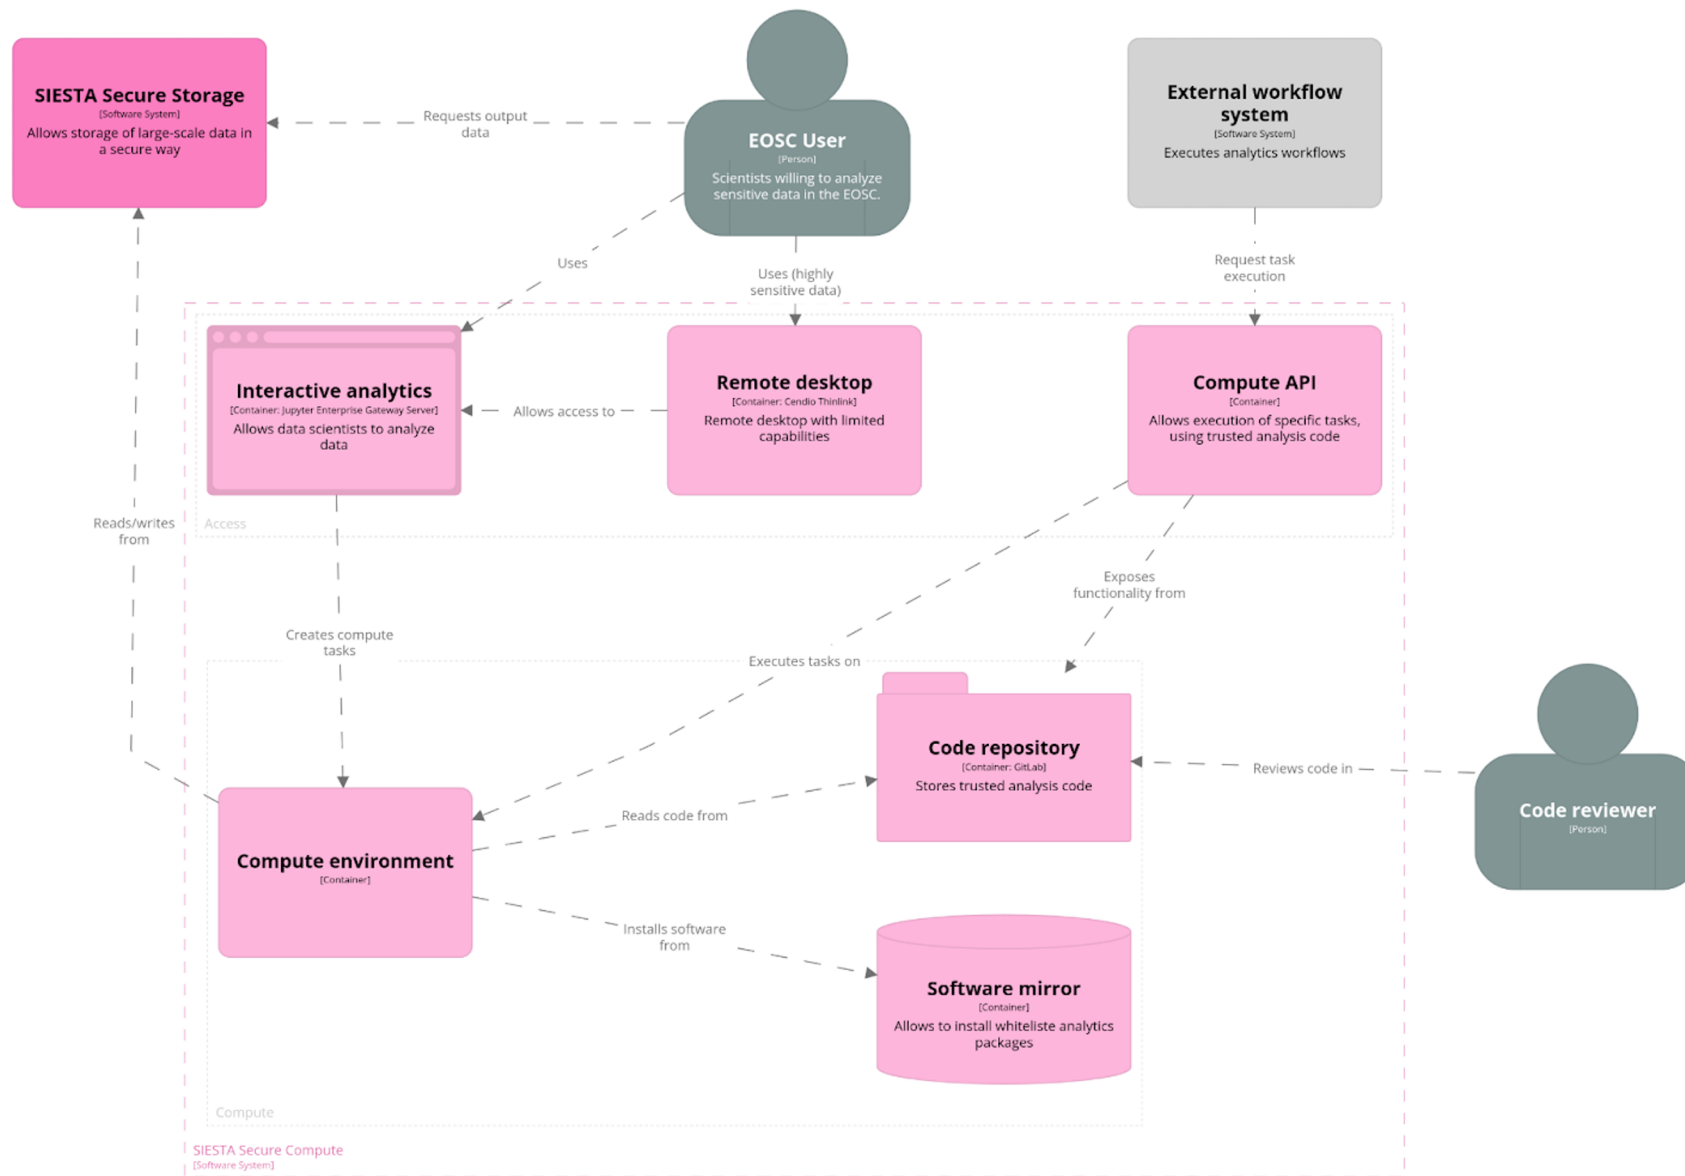 SIESTA Secure Storage
[Software System]
Allows storage of large-scale data in
a secure way
Requests output
data
EOSC User
[Person]
Scientists willing to analyze
sensitive data in the EOSC.
External workflow
system
[Software System]
Executes analytics workflows
Uses
Uses (highly
sensitive data)
Request task
execution
Interactive analytics
[Container: Jupyter Enterprise Gateway Server]
Allows data scientists to analyze
data
Allows access to
Remote desktop
[Container: Cendio Thinlink]
Remote desktop with limited
capabilities
Compute API
[Container]
Allows execution of specific tasks,
using trusted analysis code
Access
Reads/writes
from
Exposes
functionality from
Creates compute
tasks
Executes tasks on
Code repository
[Container: GitLab]
Stores trusted analysis code
Reviews code in
Code reviewer
[Person]
Reads code from
Compute environment
[Container]
Installs software
from
Software mirror
[Container]
Allows to install whiteliste analytics
packages
Compute
SIESTA Secure Compute
[Software System]